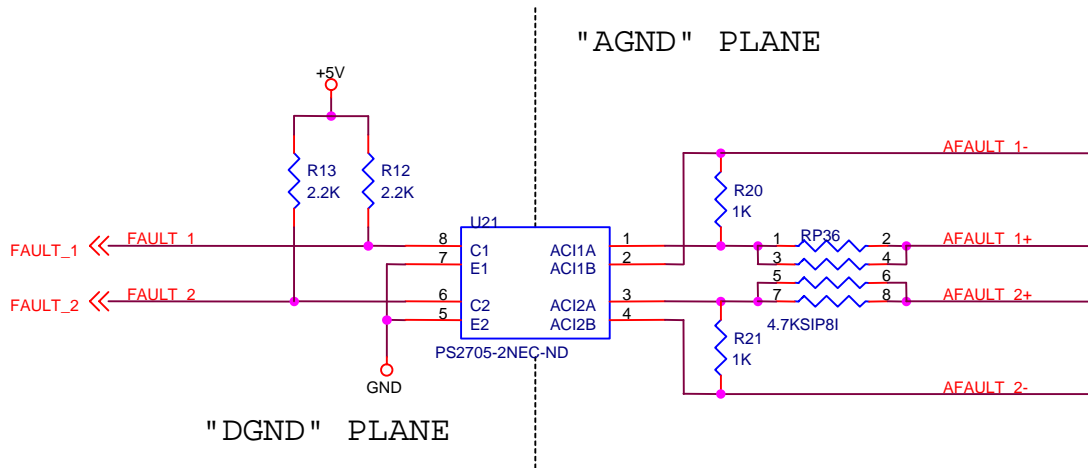 "AGND" PLANE
+5V
AFAULT_1-
R13
2.2K
R12
2.2K
R20
1K
U21
FAULT_1
FAULT_1
8
C1
ACI1A
1
1
RP36
2
AFAULT_1+
7
E1
ACI1B
2
3
4
FAULT_2
FAULT_2
6
C2
ACI2A
3
5
6
7
8
AFAULT_2+
5
E2
ACI2B
4
4.7KSIP8I
R21
1K
PS2705-2NEC-ND
GND
AFAULT_2-
"DGND" PLANE